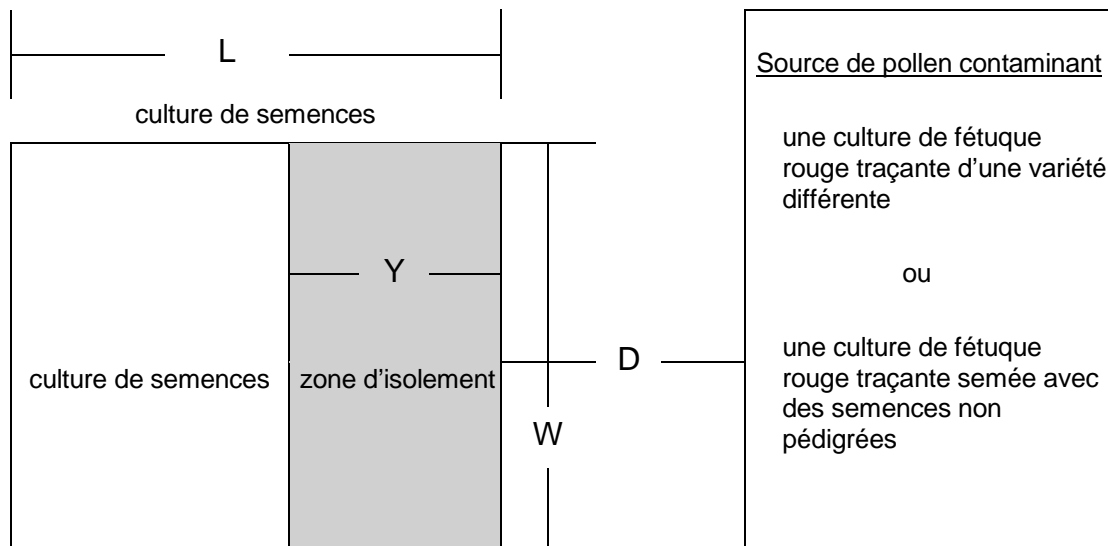 L
culture de semences
Y
culture de semences
zone d'isolement
W
D
Source de pollen contaminant
une culture de fétuque
rouge traçante d'une variété
différente
ou
une culture de fétuque
rouge traçante semée avec
des semences non
pédigrées